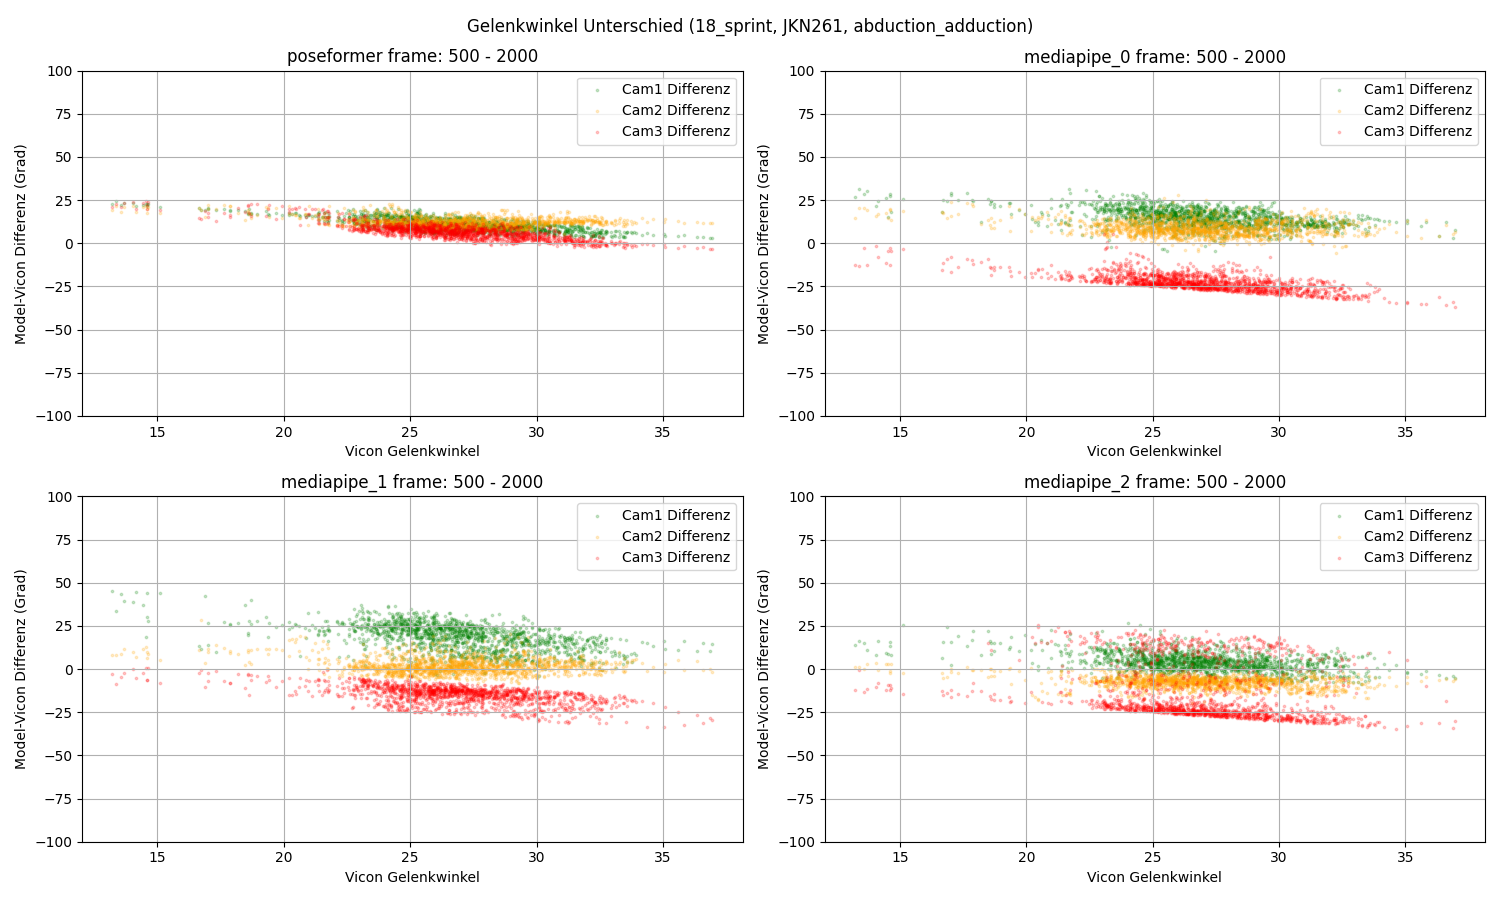 Gelenkwinkel Unterschied (18_sprint, JKN261, abduction_adduction)
poseformer frame: 500 - 2000
100
75
50
25
0
−25
−50
−75
−100
15
20
25
30
35
Model-Vicon Differenz (Grad)
Vicon Gelenkwinkel
Cam1 Differenz
Cam2 Differenz
Cam3 Differenz
mediapipe_0 frame: 500 - 2000
100
75
50
25
0
−25
−50
−75
−100
15
20
25
30
35
Model-Vicon Differenz (Grad)
Vicon Gelenkwinkel
Cam1 Differenz
Cam2 Differenz
Cam3 Differenz
mediapipe_1 frame: 500 - 2000
100
75
50
25
0
−25
−50
−75
−100
15
20
25
30
35
Model-Vicon Differenz (Grad)
Vicon Gelenkwinkel
Cam1 Differenz
Cam2 Differenz
Cam3 Differenz
mediapipe_2 frame: 500 - 2000
100
75
50
25
0
−25
−50
−75
−100
15
20
25
30
35
Model-Vicon Differenz (Grad)
Vicon Gelenkwinkel
Cam1 Differenz
Cam2 Differenz
Cam3 Differenz